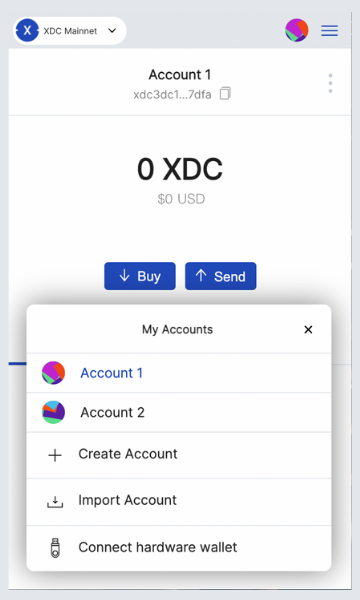 X XDC Mainnet
Account 1
xdc3dc1...7dfa
0 XDC
$0 USD
Buy
Send
My Accounts
Account 1
Account 2
Create Account
Import Account
Connect hardware wallet